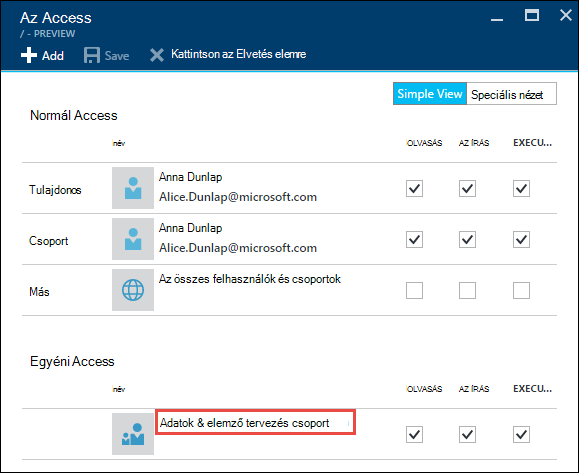 Az Access
/ - PREVIEW
Add Save Kattintson az Elvetés elemre
Simple View Speciális nézet
Normál Access
név OLVASÁS AZ ÍRÁS EXECU...
Tulajdonos Anna Dunlap
Alice.Dunlap@microsoft.com
Csoport Anna Dunlap
Alice.Dunlap@microsoft.com
Más Az összes felhasználók és csoportok
Egyéni Access
név OLVASÁS AZ ÍRÁS EXECU...
Adatok & elemző tervezés csoport